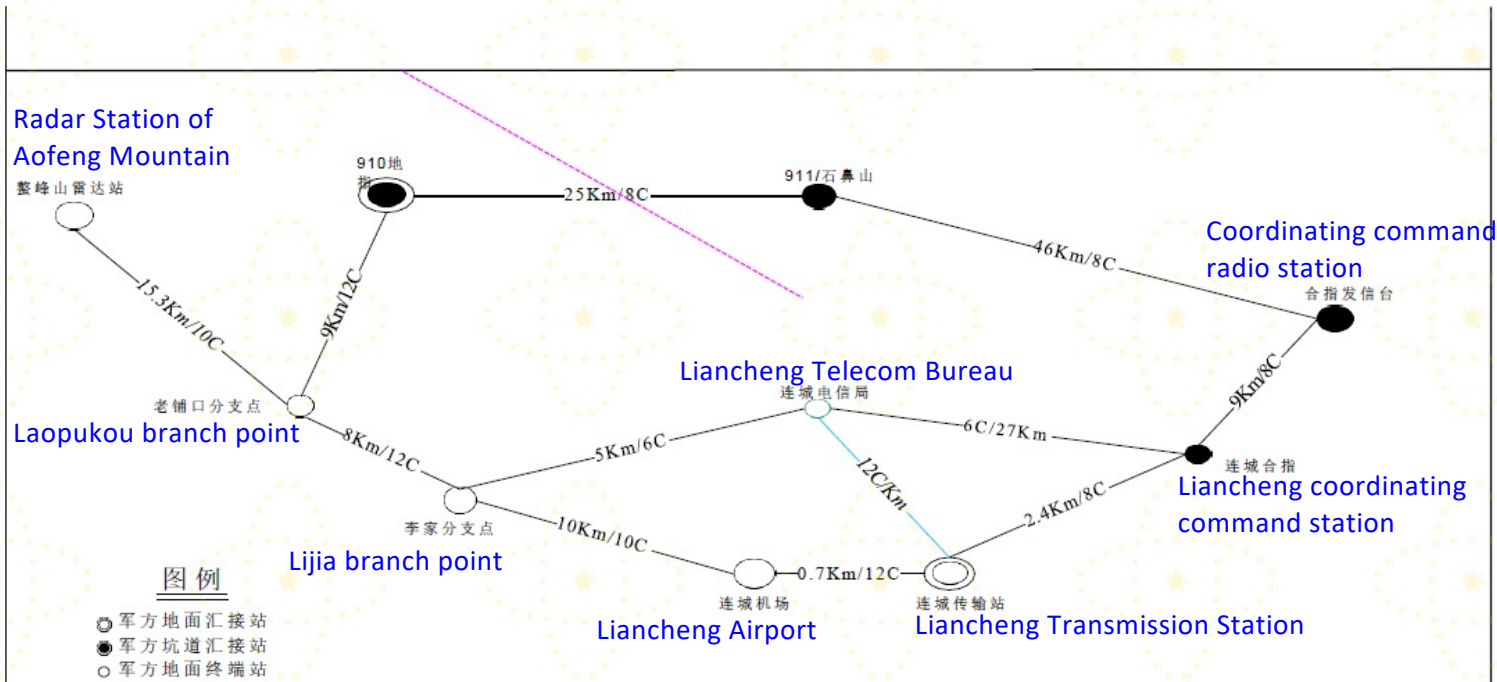 Radar Station of
Aofeng Mountain
螯峰山雷达站
910地
指
911/石鼻山
25Km/8C
46Km/8C
Coordinating command
radio station
合指发信台
15.3Km/10C
9Km/12C
Liancheng Telecom Bureau
连城电信局
9Km/8C
老铺口分支点
Laopukou branch point
8Km/12C
5Km/6C
6C/27Km
12C/Km
连城合指
Liancheng coordinating
command station
2.4Km/8C
李家分支点
Lijia branch point
10Km/10C
0.7Km/12C
连城机场
Liancheng Airport
连城传输站
Liancheng Transmission Station
图例
军方地面汇接站
军方坑道汇接站
军方地面终端站